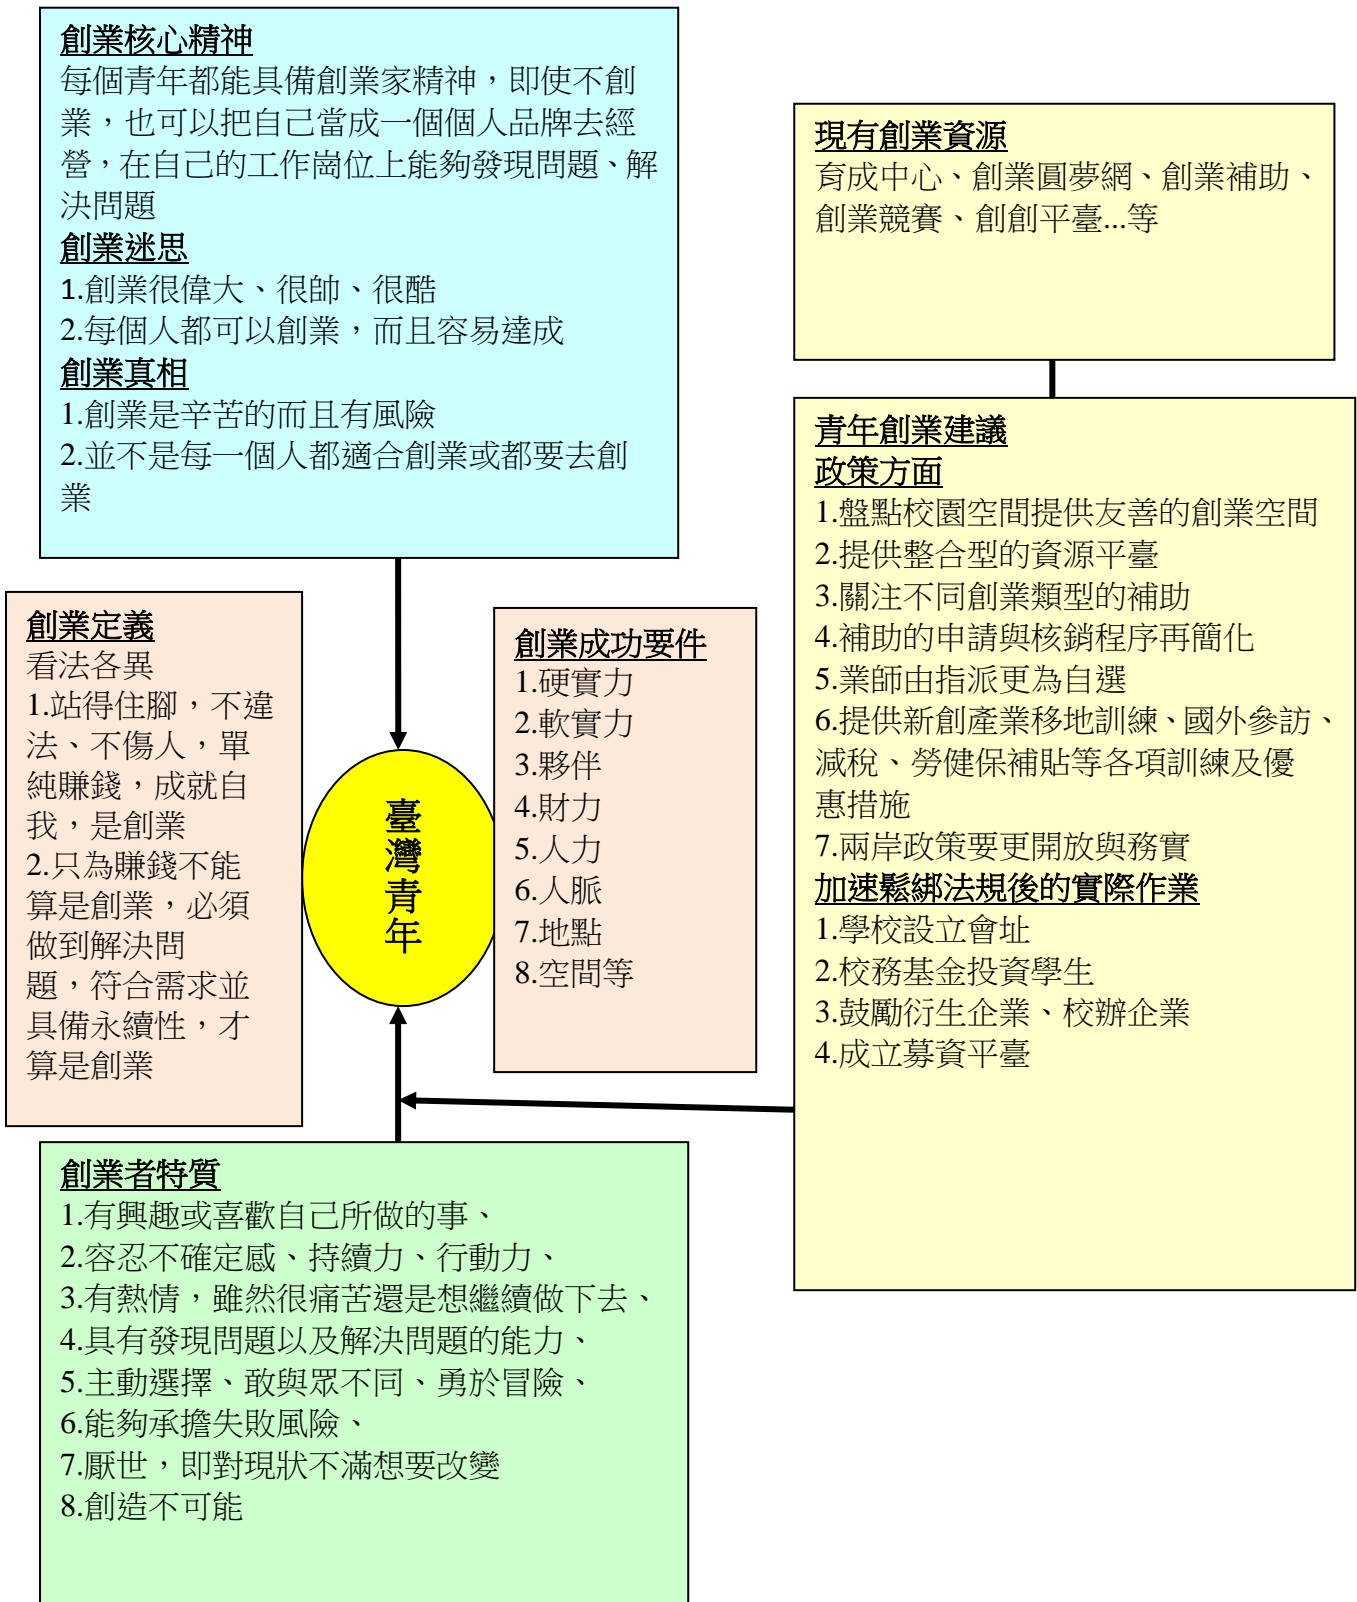 創業核心精神
每個青年都能具備創業家精神，即使不創
業，也可以把自己當成一個個人品牌去經
營，在自己的工作崗位上能夠發現問題、解
決問題
創業迷思
1.創業很偉大、很帥、很酷
2.每個人都可以創業，而且容易達成
創業真相
1.創業是辛苦的而且有風險
2.並不是每一個人都適合創業或都要去創
業
現有創業資源
育成中心、創業圓夢網、創業補助、
創業競賽、創創平臺...等
青年創業建議
政策方面
1.盤點校園空間提供友善的創業空間
2.提供整合型的資源平臺
3.關注不同創業類型的補助
4.補助的申請與核銷程序再簡化
5.業師由指派更為自選
6.提供新創產業移地訓練、國外參訪、
減稅、勞健保補貼等各項訓練及優
惠措施
7.兩岸政策要更開放與務實
加速鬆綁法規後的實際作業
1.學校設立會址
2.校務基金投資學生
3.鼓勵衍生企業、校辦企業
4.成立募資平臺
創業定義
看法各異
1.站得住腳，不違
法、不傷人，單
純賺錢，成就自
我，是創業
2.只為賺錢不能
算是創業，必須
做到解決問
題，符合需求並
具備永續性，才
算是創業
臺灣青年
創業成功要件
1.硬實力
2.軟實力
3.夥伴
4.財力
5.人力
6.人脈
7.地點
8.空間等
創業者特質
1.有興趣或喜歡自己所做的事、
2.容忍不確定感、持續力、行動力、
3.有熱情，雖然很痛苦還是想繼續做下去、
4.具有發現問題以及解決問題的能力、
5.主動選擇、敢與眾不同、勇於冒險、
6.能夠承擔失敗風險、
7.厭世，即對現狀不滿想要改變
8.創造不可能